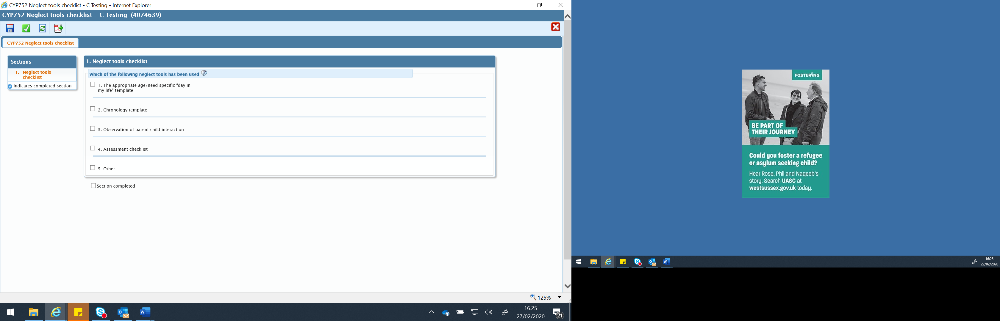 CYP752 Neglect tools checklist - C Testing - Internet Explorer
CYP752 Neglect tools checklist : C Testing (4074639)
CYP752 Neglect tools checklist
Sections
1. Neglect tools
checklist
indicates completed section
1. Neglect tools checklist
Which of the following neglect tools has been used
1. The appropriate age/need specific “day in
my life” template
2. Chronology template
3. Observation of parent child interaction
4. Assessment checklist
5. Other
Section completed
125%
16:25
27/02/2020
21
FOSTERING
BE PART OF
THEIR JOURNEY
Could you foster a refugee
or asylum seeking child?
Hear Rose, Phil and Naqeeb's
story. Search UASC at
westsussex.gov.uk today.
16:25
27/02/2020